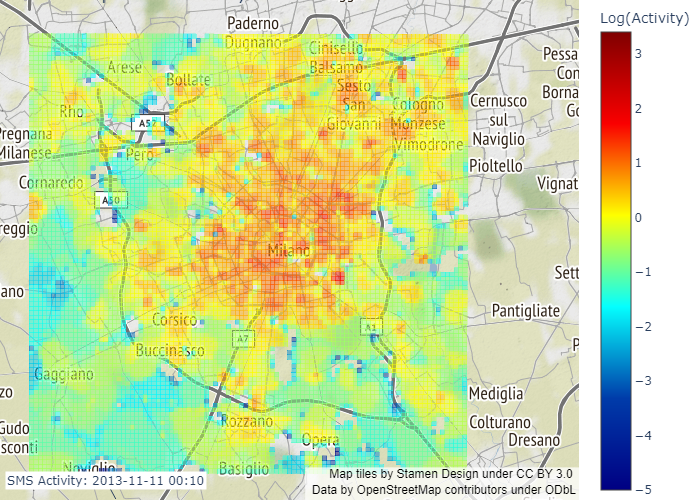 Log(Activity)
3
2
1
0
−1
−2
−3
−4
−5
Paderno
Dugnano
Cinisello
Balsamo
Arese
Bollate
Sesto
San
Giovanni
Cologno
Monzese
Cernusco
sul
Naviglio
Pessa
Con
Borna
Go
Rho
A50
Pregnana
Milanese
Pero
Vimodrone
Pioltello
Cornaredo
A50
Vignat
reggio
Milano
Sett
ano
Corsico
A7
A1
Pantigliate
Buccinasco
P
Gaggiano
zo
Mediglia
Rozzano
Colturano
Gudo
sconti
Opera
Dresano
Noviglio
Basiglio
SMS Activity: 2013-11-11 00:10
Map tiles by Stamen Design under CC BY 3.0
Data by OpenStreetMap contributors under ODbL